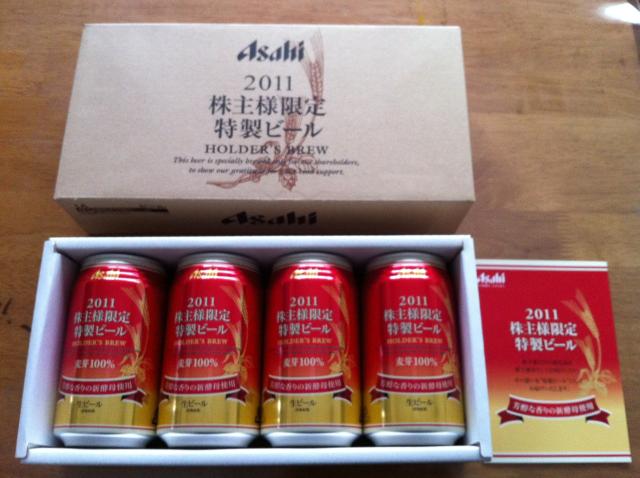 Asahi
2011
株主様限定
特製ビール
HOLDER'S BREW
This beer is specially brewed only for our shareholders,
to show our gratitude for your kind support.
Asahi
Asahi
2011
株主様限定
特製ビール
HOLDER'S BREW
麦芽100%
芳醇な香りの新酵母使用
生ビール
Asahi
2011
株主様限定
特製ビール
HOLDER'S BREW
麦芽100%
芳醇な香りの新酵母使用
生ビール
Asahi
2011
株主様限定
特製ビール
HOLDER'S BREW
麦芽100%
芳醇な香りの新酵母使用
生ビール
Asahi
2011
株主様限定
特製ビール
HOLDER'S BREW
麦芽100%
芳醇な香りの新酵母使用
生ビール
Asahi
2011
株主様限定
特製ビール
芳醇な香りの新酵母使用